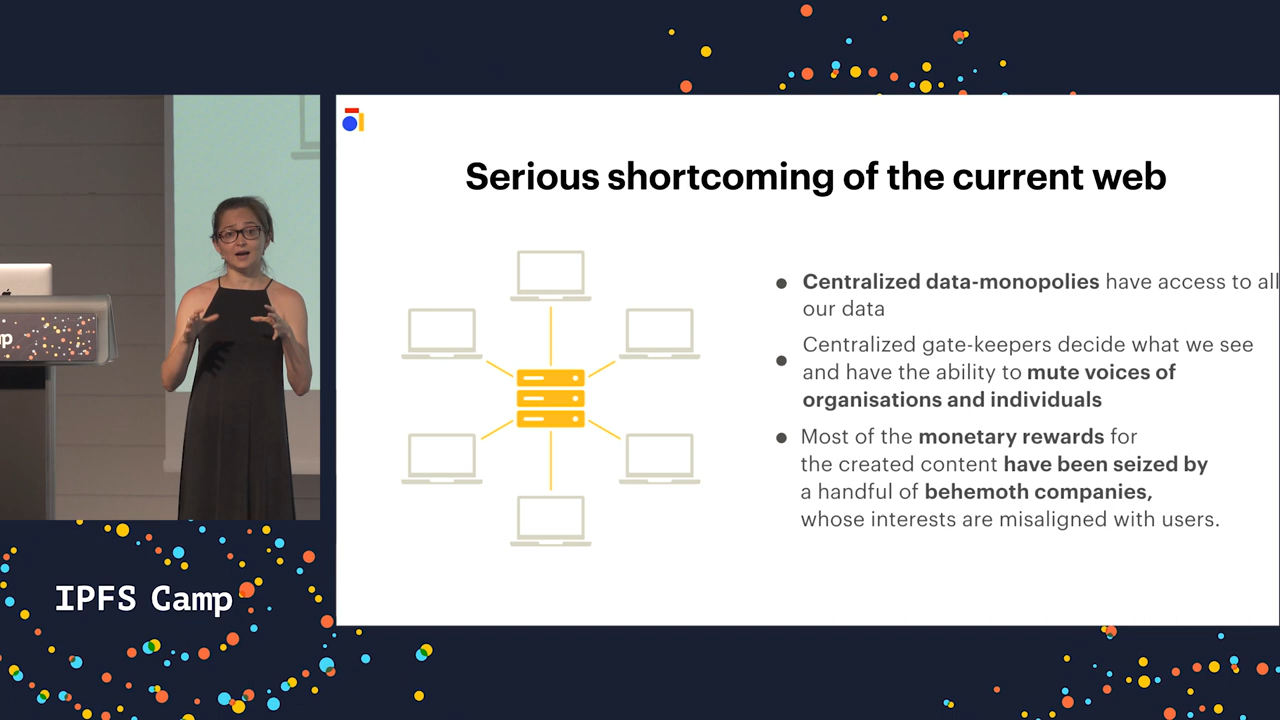 Serious shortcoming of the current web
Centralized data-monopolies have access to all
our data
Centralized gate-keepers decide what we see
and have the ability to mute voices of
organisations and individuals
Most of the monetary rewards for
the created content have been seized by
a handful of behemoth companies,
whose interests are misaligned with users.
IPFS Camp